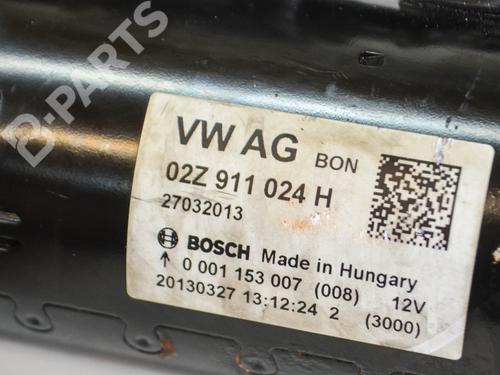 B-PARTS
VW AG BON
02Z 911 024 H
27032013
BOSCH Made in Hungary
↑ 0 001 153 007 (008) 12V
20130327 13:12:24 2 (3000)